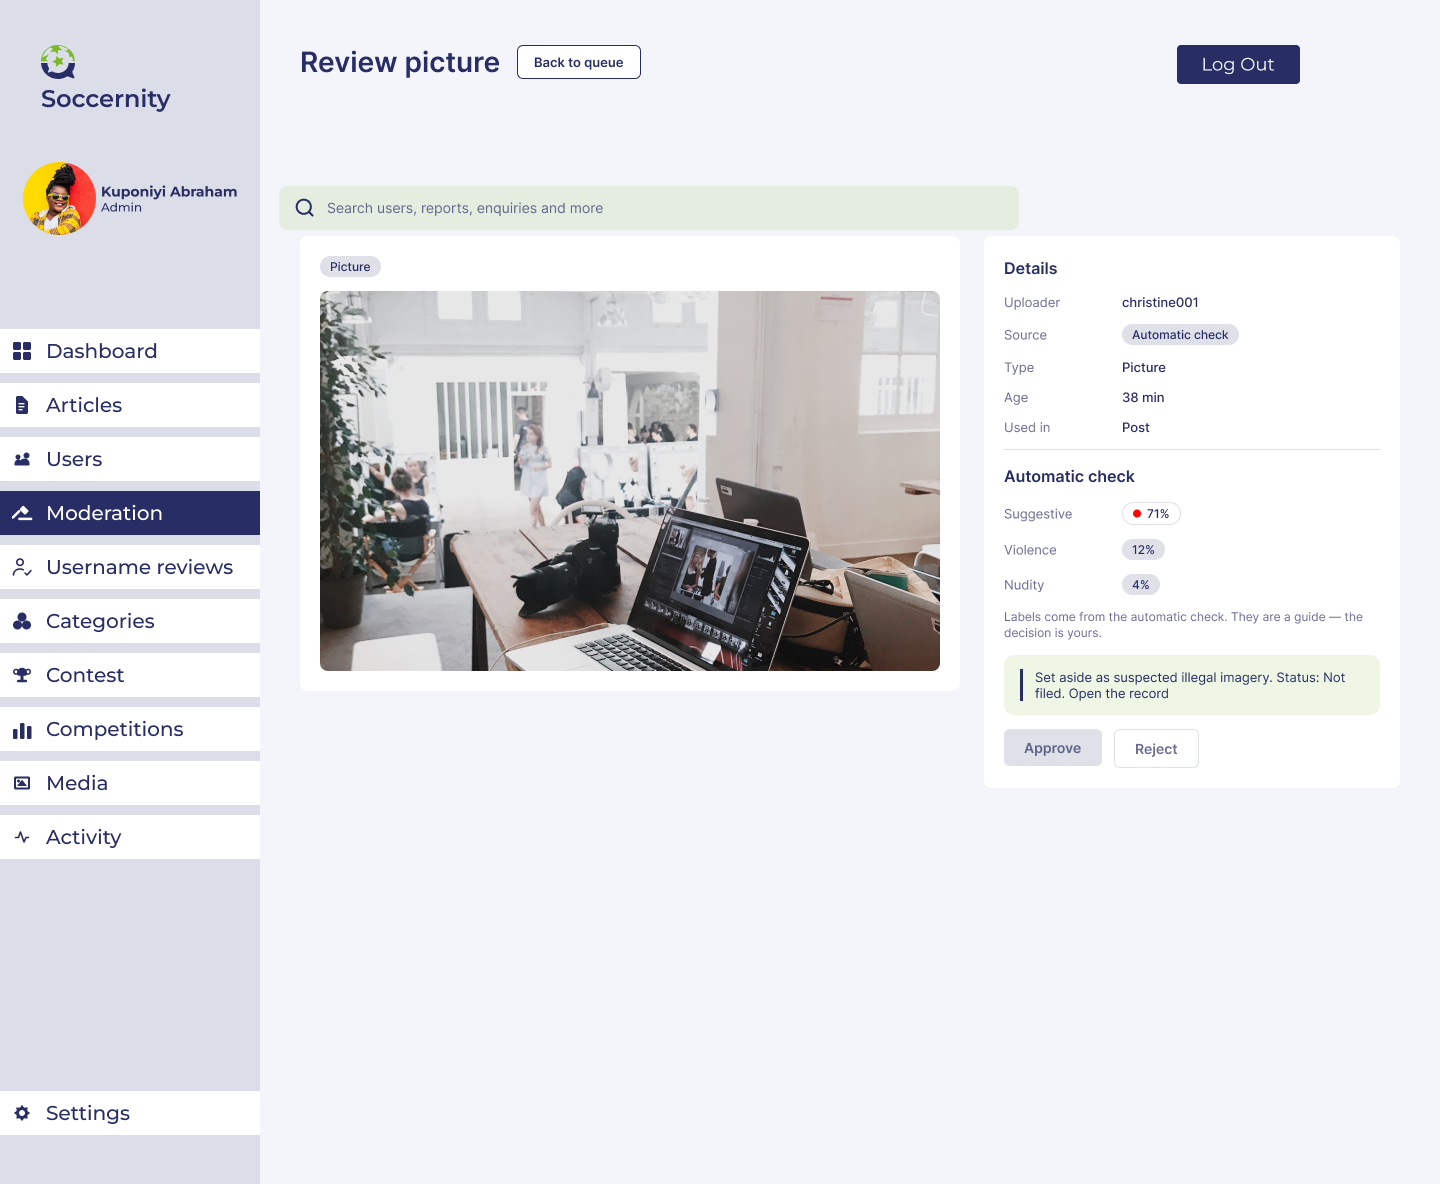 Soccernity
Kuponiyi Abraham
Admin
Dashboard
Articles
Users
Moderation
Username reviews
Categories
Contest
Competitions
Media
Activity
Settings
Review picture
Back to queue
Log Out
Search users, reports, enquiries and more
Picture
Details
Uploader christine001
Source Automatic check
Type Picture
Age 38 min
Used in Post
Automatic check
Suggestive 71%
Violence 12%
Nudity 4%
Labels come from the automatic check. They are a guide — the
decision is yours.
Set aside as suspected illegal imagery. Status: Not
filed. Open the record
Approve
Reject